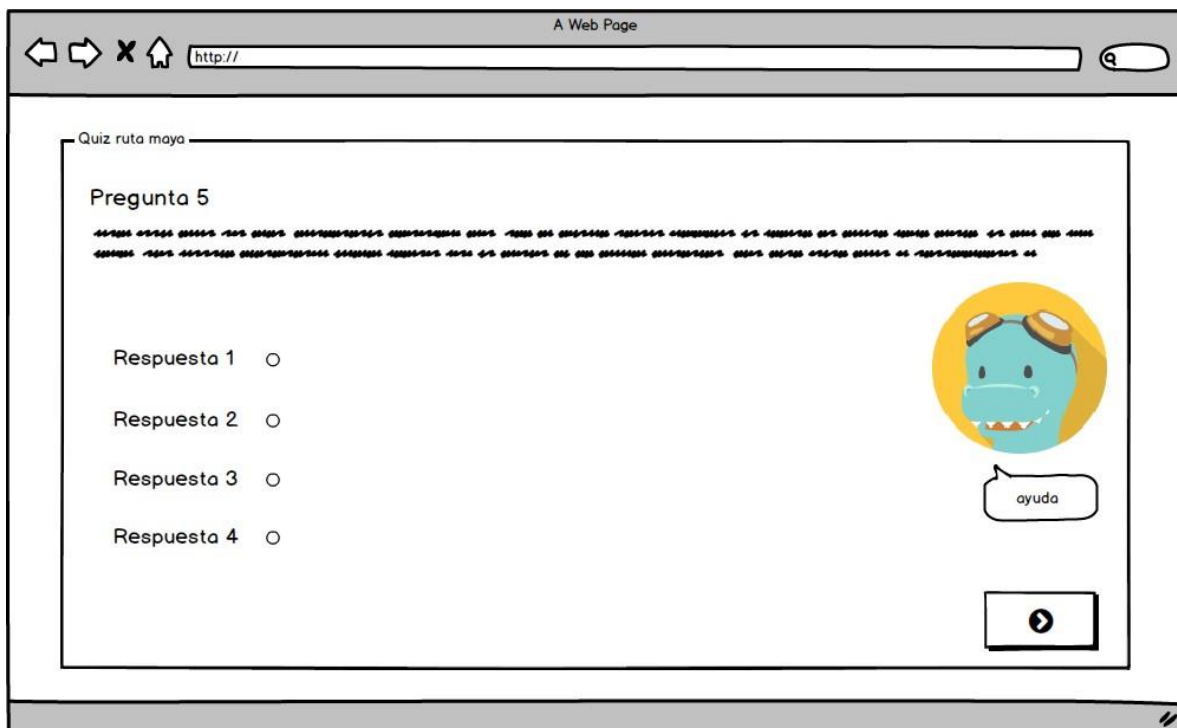 A Web Page
http://
Quiz ruta maya
Pregunta 5
Respuesta 1
Respuesta 2
Respuesta 3
Respuesta 4
ayuda